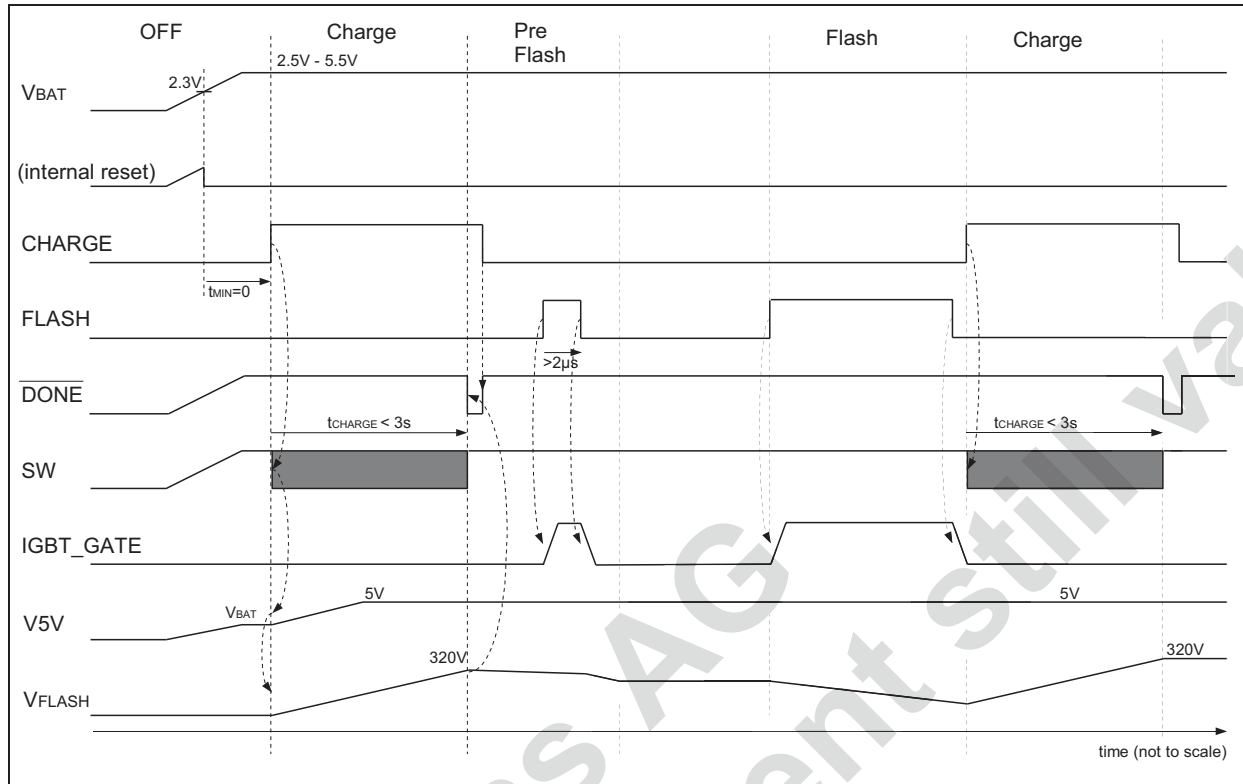 OFF
Charge
Pre
Flash
Flash
Charge
2.5V - 5.5V
2.3V
VBAT
(internal reset)
CHARGE
tMIN=0
FLASH
>2µs
DONE
tCHARGE < 3s
tCHARGE < 3s
SW
IGBT_GATE
VBAT
5V
5V
V5V
320V
320V
VFLASH
time (not to scale)
AG
still